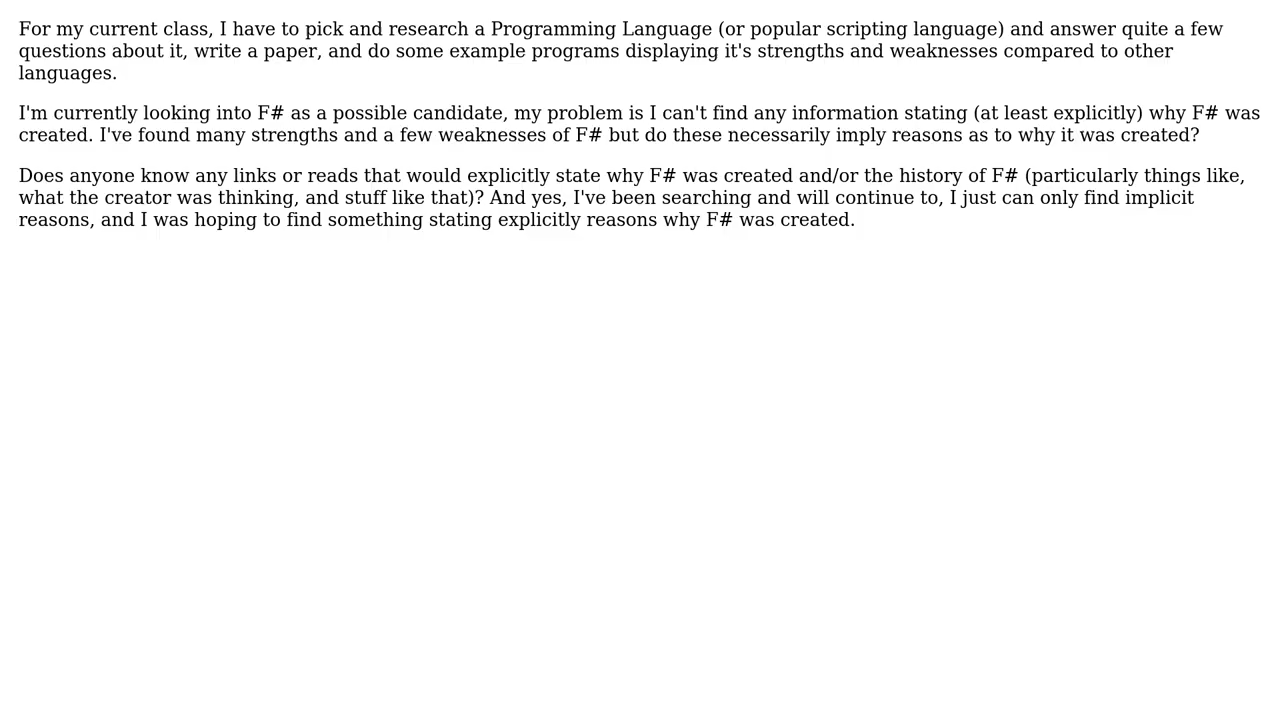 For my current class, I have to pick and research a Programming Language (or popular scripting language) and answer quite a few
questions about it, write a paper, and do some example programs displaying it's strengths and weaknesses compared to other
languages.
I'm currently looking into F# as a possible candidate, my problem is I can't find any information stating (at least explicitly) why F# was
created. I've found many strengths and a few weaknesses of F# but do these necessarily imply reasons as to why it was created?
Does anyone know any links or reads that would explicitly state why F# was created and/or the history of F# (particularly things like,
what the creator was thinking, and stuff like that)? And yes, I've been searching and will continue to, I just can only find implicit
reasons, and I was hoping to find something stating explicitly reasons why F# was created.